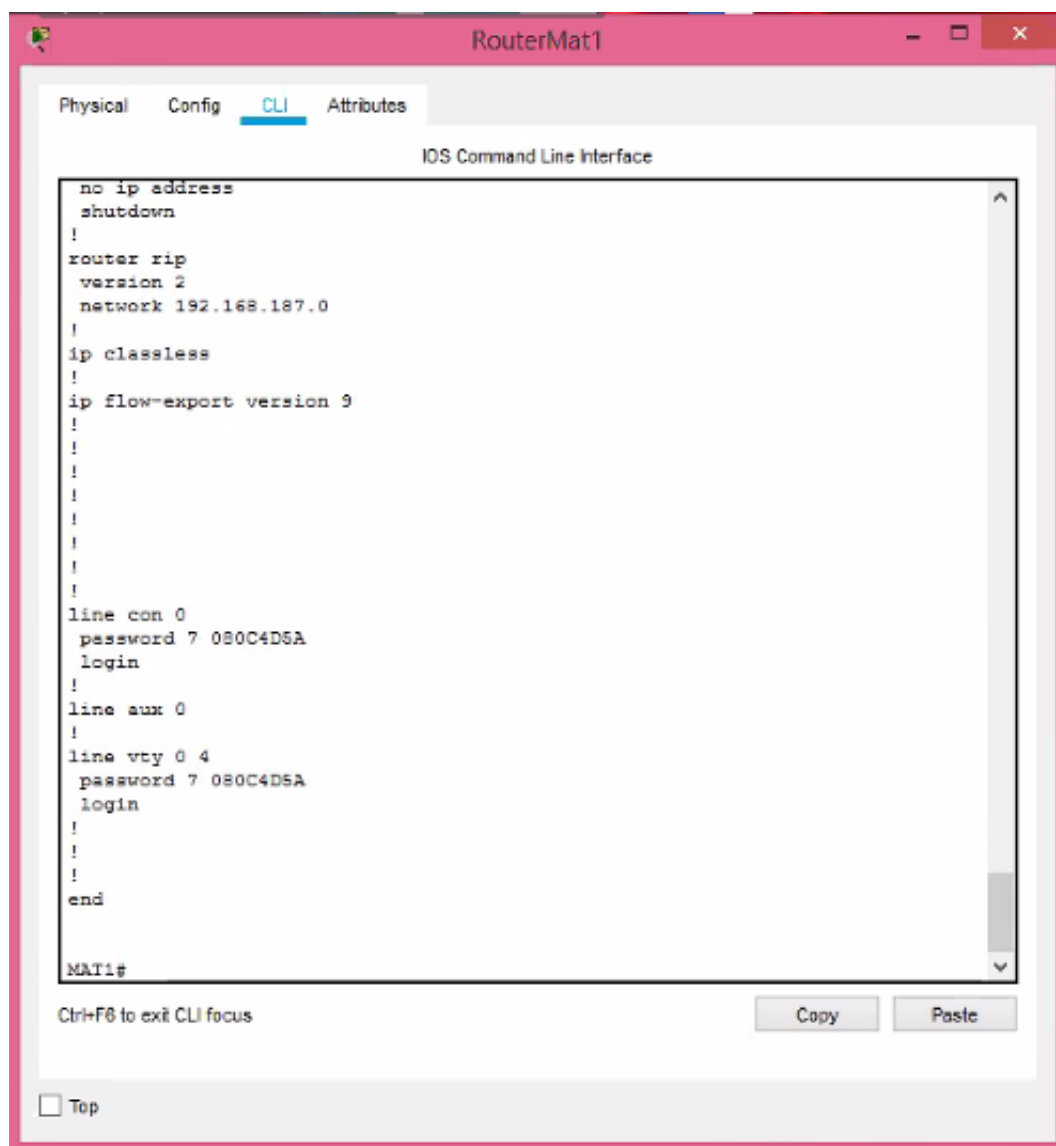 RouterMat1
Physical Config CLI Attributes
IOS Command Line Interface
no ip address
shutdown
!
router rip
version 2
network 192.168.187.0
!
ip classless
!
ip flow-export version 9
!
!
!
!
!
!
!
!
line con 0
password 7 080C4D5A
login
!
line aux 0
!
line vty 0 4
password 7 080C4D5A
login
!
!
!
end
MAT1#
Ctrl+F6 to exit CLI focus
Copy Paste
Top